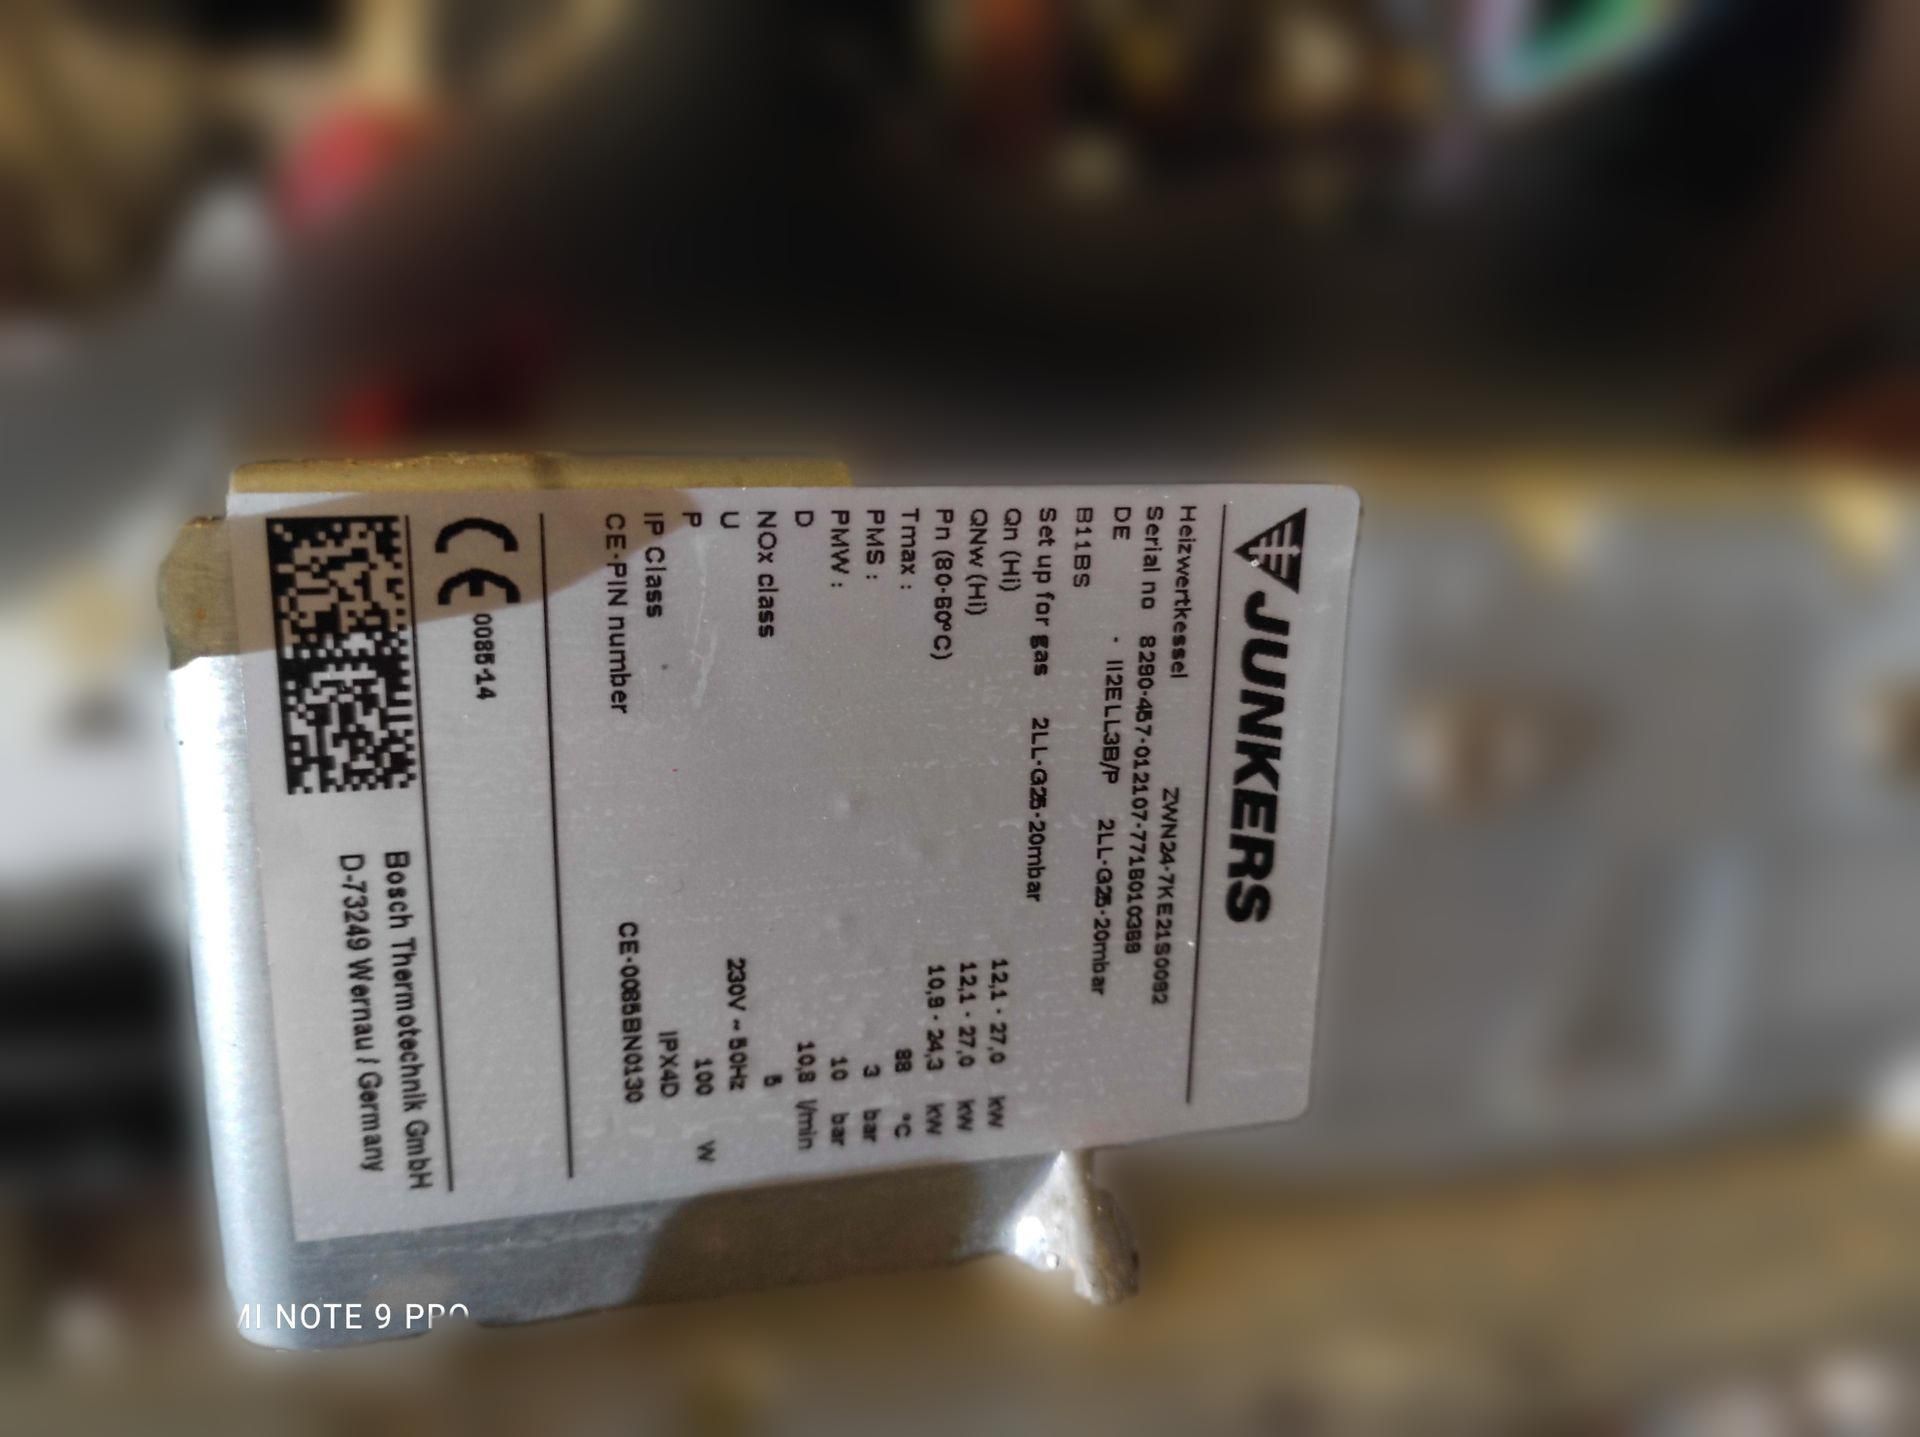 JUNKERS
Heizwertkessel ZWN24-7KE21S0092
Serial no 8290-457-012107-7716010389
DE - II2ELL3B/P 2LL-G25-20mbar
B11BS
Set up for gas 2LL-G25-20mbar
Qn (Hi) 12,1 - 27,0 kW
QNw (Hi) 12,1 - 27,0 kW
Pn (80-60°C) 10,9 - 24,3 kW
Tmax : 88 °C
PMS : 3 bar
PMW : 10 bar
D 10,8 l/min
NOx class 5
U 230V ~ 50Hz
P 100 W
IP Class IPX4D
CE-PIN number CE-0085BN0130
CE 0085-14
Bosch Thermotechnik GmbH
D-73249 Wernau / Germany
MI NOTE 9 PRO